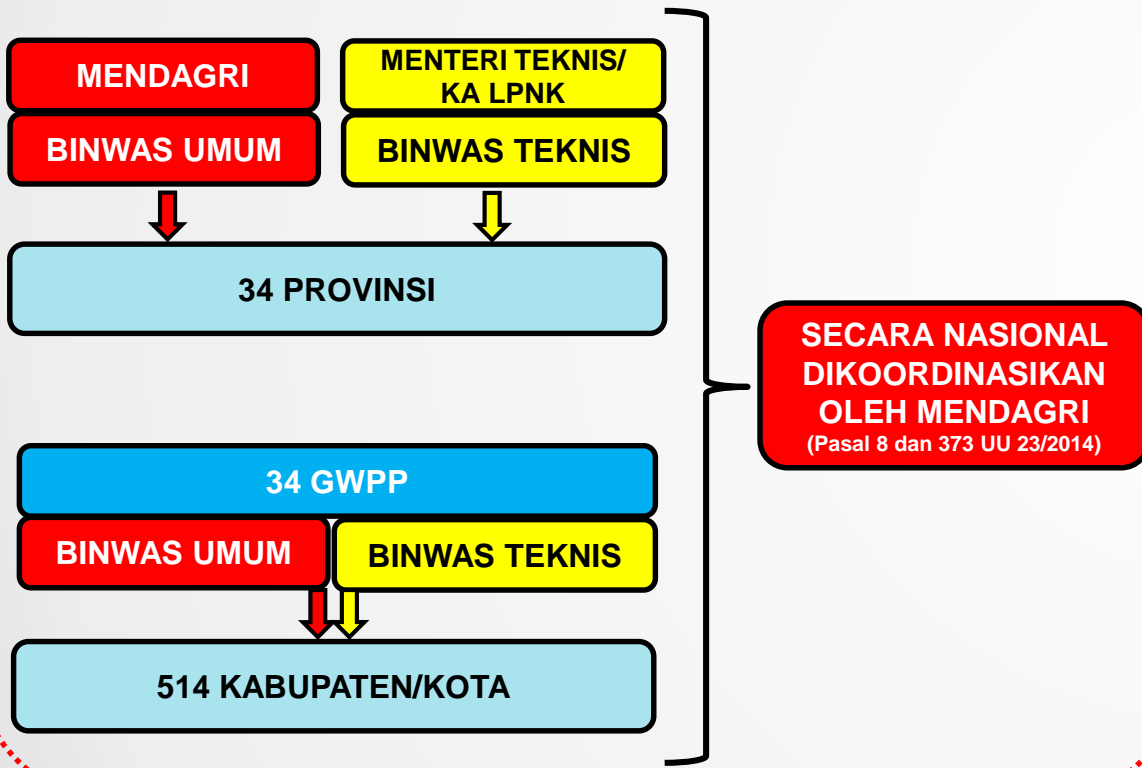 MENDAGRI
BINWAS UMUM
MENTERI TEKNIS/
KA LPNK
BINWAS TEKNIS
34 PROVINSI
34 GWPP
BINWAS UMUM
BINWAS TEKNIS
514 KABUPATEN/KOTA
SECARA NASIONAL
DIKOORDINASIKAN
OLEH MENDAGRI
(Pasal 8 dan 373 UU 23/2014)